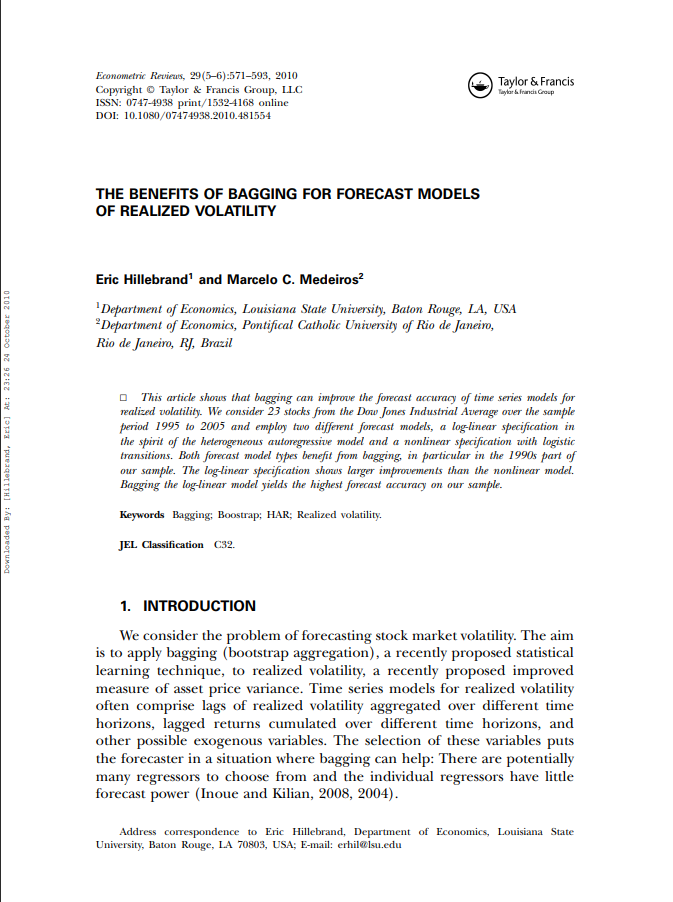 Econometric Reviews, 29(5–6):571–593, 2010
Copyright © Taylor & Francis Group, LLC
ISSN: 0747-4938 print/1532-4168 online
DOI: 10.1080/07474938.2010.481554
Taylor & Francis
Taylor & Francis Group
THE BENEFITS OF BAGGING FOR FORECAST MODELS
OF REALIZED VOLATILITY
Eric Hillebrand¹ and Marcelo C. Medeiros²
¹Department of Economics, Louisiana State University, Baton Rouge, LA, USA
²Department of Economics, Pontifical Catholic University of Rio de Janeiro,
Rio de Janeiro, RJ, Brazil
□ This article shows that bagging can improve the forecast accuracy of time series models for
realized volatility. We consider 23 stocks from the Dow Jones Industrial Average over the sample
period 1995 to 2005 and employ two different forecast models, a log-linear specification in
the spirit of the heterogeneous autoregressive model and a nonlinear specification with logistic
transitions. Both forecast model types benefit from bagging, in particular in the 1990s part of
our sample. The log-linear specification shows larger improvements than the nonlinear model.
Bagging the log-linear model yields the highest forecast accuracy on our sample.
Keywords Bagging; Boostrap; HAR; Realized volatility.
JEL Classification C32.
1. INTRODUCTION
We consider the problem of forecasting stock market volatility. The aim
is to apply bagging (bootstrap aggregation), a recently proposed statistical
learning technique, to realized volatility, a recently proposed improved
measure of asset price variance. Time series models for realized volatility
often comprise lags of realized volatility aggregated over different time
horizons, lagged returns cumulated over different time horizons, and
other possible exogenous variables. The selection of these variables puts
the forecaster in a situation where bagging can help: There are potentially
many regressors to choose from and the individual regressors have little
forecast power (Inoue and Kilian, 2008, 2004).
Address correspondence to Eric Hillebrand, Department of Economics, Louisiana State
University, Baton Rouge, LA 70803, USA; E-mail: erhil@lsu.edu
Downloaded By: [Hillebrand, Eric] At: 23:26 24 October 2010